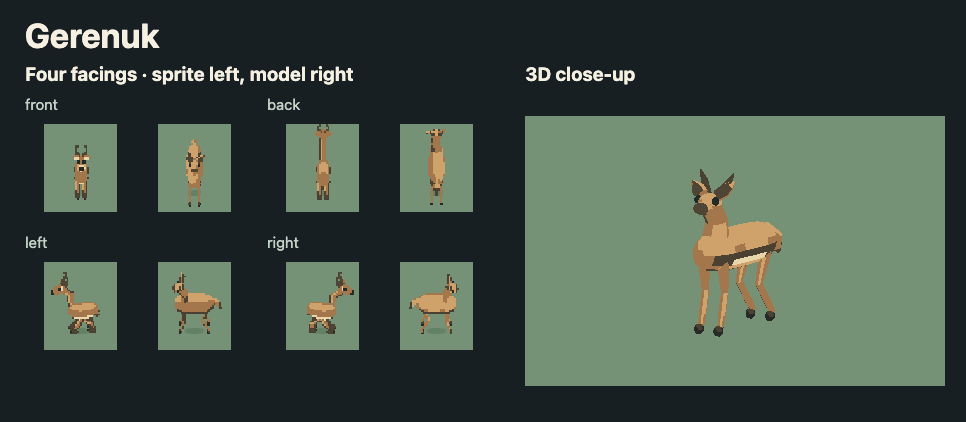 Gerenuk
Four facings · sprite left, model right
3D close-up
front
back
left
right